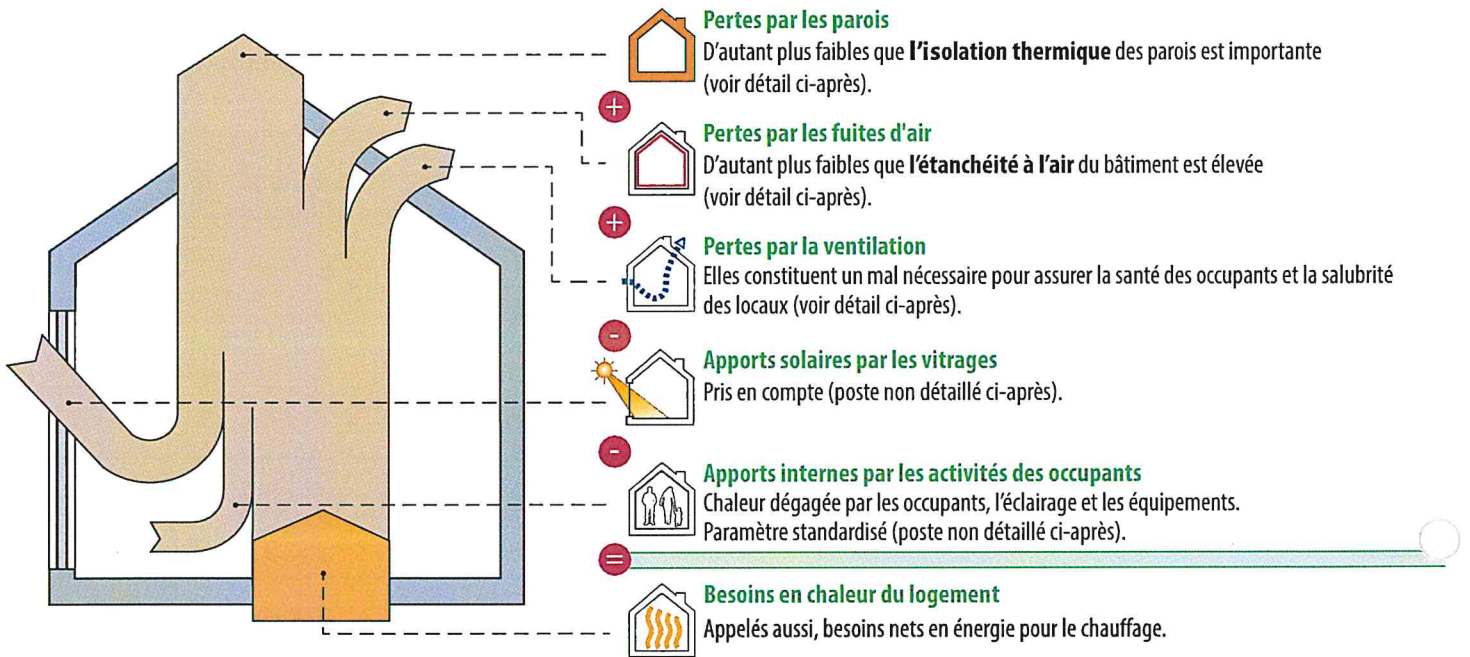 Pertes par les parois
D'autant plus faibles que l'isolation thermique des parois est importante
(voir détail ci-après).
+
Pertes par les fuites d'air
D'autant plus faibles que l'étanchéité à l'air du bâtiment est élevée
(voir détail ci-après).
+
Pertes par la ventilation
Elles constituent un mal nécessaire pour assurer la santé des occupants et la salubrité
des locaux (voir détail ci-après).
-
Apports solaires par les vitrages
Pris en compte (poste non détaillé ci-après).
-
Apports internes par les activités des occupants
Chaleur dégagée par les occupants, l'éclairage et les équipements.
Paramètre standardisé (poste non détaillé ci-après).
=
Besoins en chaleur du logement
Appelés aussi, besoins nets en énergie pour le chauffage.